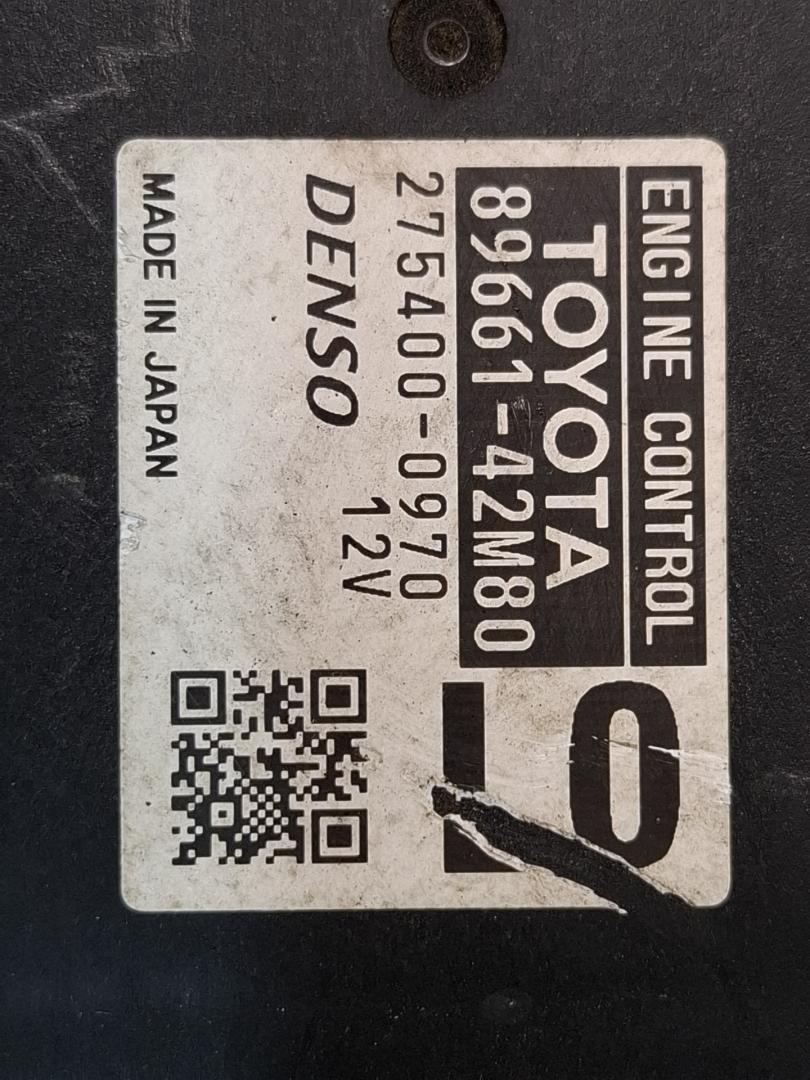 ENGINE CONTROL
TOYOTA
89661-42M80
275400-0970
12V
DENSO
MADE IN JAPAN